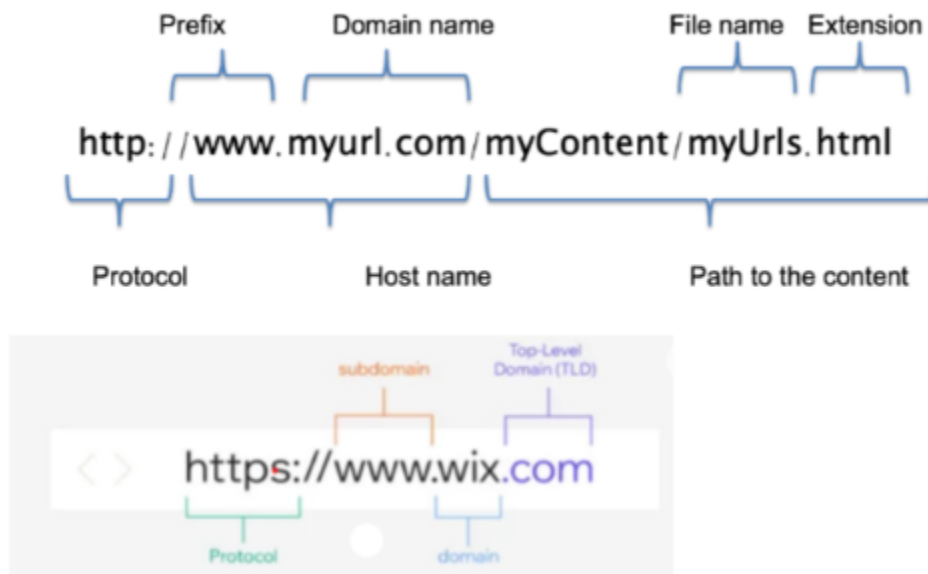 Prefix Domain name File name Extension
http://www.myurl.com/myContent/myUrls.html
Protocol Host name Path to the content
subdomain Top-Level
Domain (TLD)
https://www.wix.com
Protocol domain